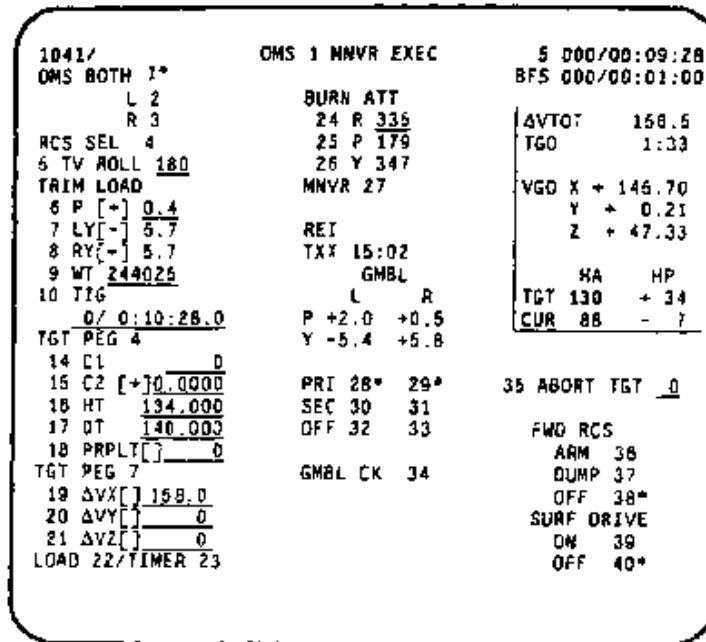 1041/ OMS 1 MNVR EXEC 5 000/00:09:28
OMS BOTH 1* BFS 000/00:01:00
L 2 BURN ATT
R 3 24 R 335 ΔVTOT 158.5
RCS SEL 4 25 P 179 TGO 1:33
5 TV ROLL 180 26 Y 347
TRIM LOAD MNVR 27 VGO X + 146.70
6 P [+] 0.4 Y + 0.21
7 LY[-] 5.7 REI Z + 47.33
8 RY[+] 5.7 TXX 15:02
9 WT 244026 GMBL HA HP
10 TIG L R TGT 130 + 34
0/ 0:10:28.0 P +2.0 +0.5 CUR 88 - 7
TGT PEG 4 Y -5.4 +5.8
14 C1 0
15 C2 [+]0.0000 PRI 28* 29* 35 ABORT TGT 0
16 HT 134.000 SEC 30 31
17 θT 140.000 OFF 32 33 FWD RCS
18 PRPLT[] 0 ARM 36
TGT PEG 7 GMBL CK 34 DUMP 37
19 ΔVX[] 158.0 OFF 38*
20 ΔVY[] 0 SURF DRIVE
21 ΔVZ[] 0 ON 39
LOAD 22/TIMER 23 OFF 40*